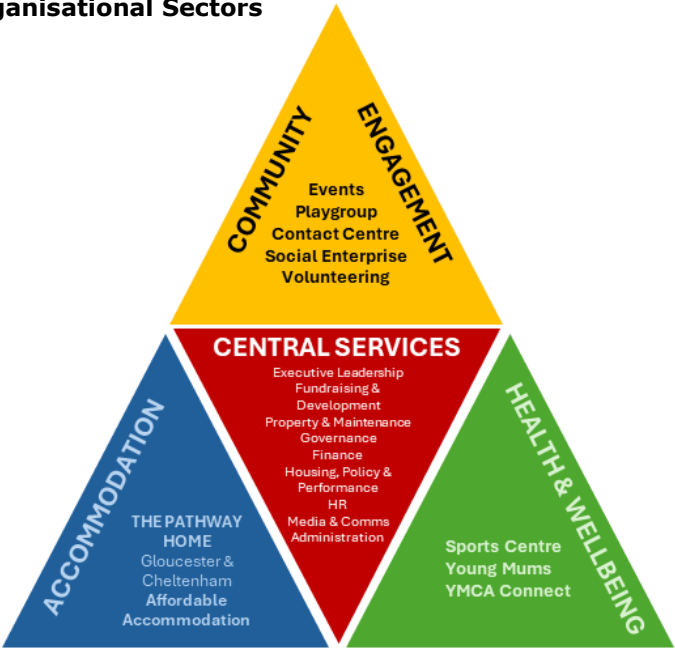 ganisational Sectors
COMMUNITY
ENGAGEMENT
Events
Playgroup
Contact Centre
Social Enterprise
Volunteering
CENTRAL SERVICES
Executive Leadership
Fundraising &
Development
Property & Maintenance
Governance
Finance
Housing, Policy &
Performance
HR
Media & Comms
Administration
ACCOMMODATION
THE PATHWAY
HOME
Gloucester &
Cheltenham
Affordable
Accommodation
HEALTH & WELLBEING
Sports Centre
Young Mums
YMCA Connect